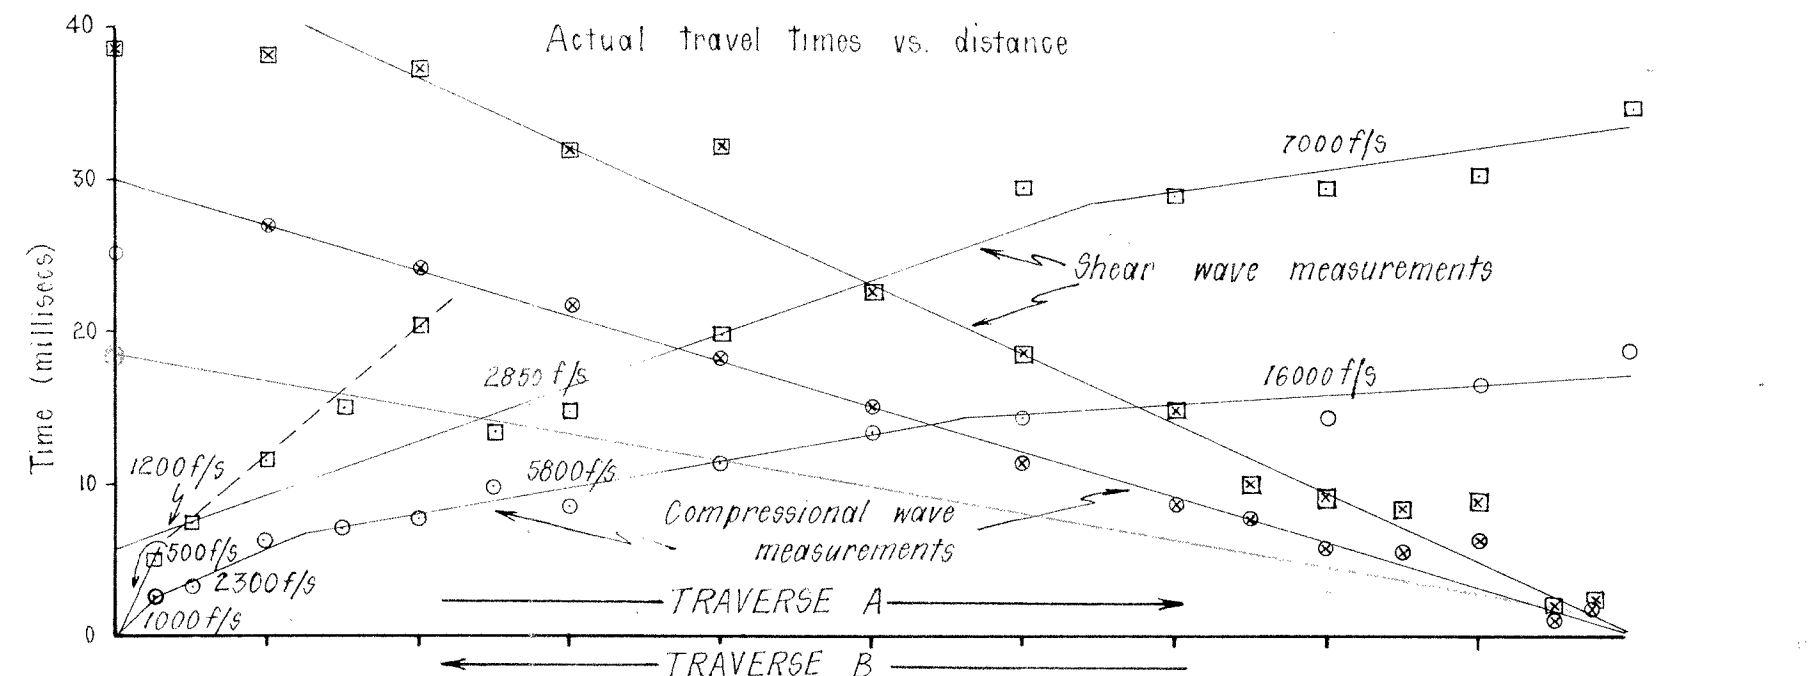 Actual travel times vs. distance
40
30
20
10
0
Time (millisecs)
7000 f/s
Shear wave measurements
2850 f/s
16000 f/s
1200 f/s
5800 f/s
Compressional wave
measurements
500 f/s
2300 f/s
1000 f/s
TRAVERSE A
TRAVERSE B